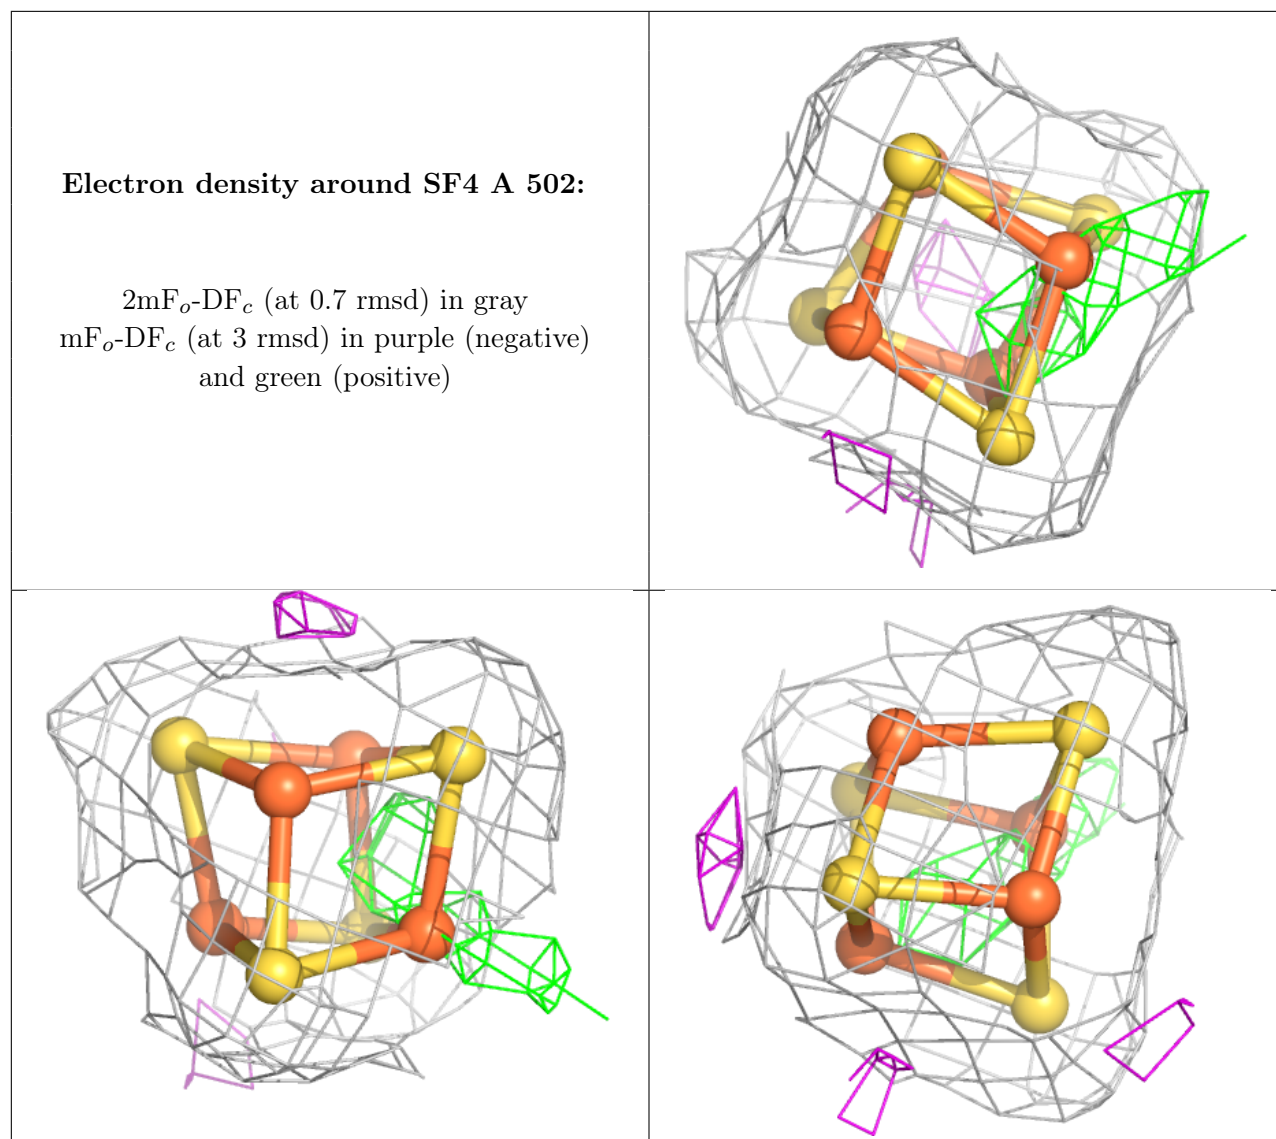 Electron density around SF4 A 502:
2mFo-DFc (at 0.7 rmsd) in gray
mFo-DFc (at 3 rmsd) in purple (negative)
and green (positive)